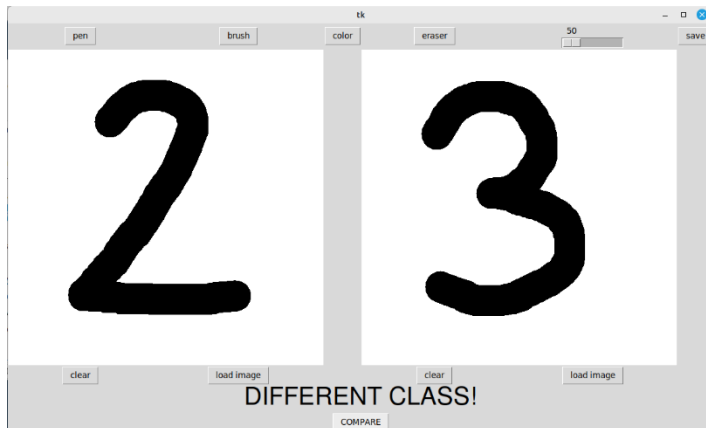 tk
50
pen brush color eraser save
2 3
clear load image clear load image
DIFFERENT CLASS!
COMPARE